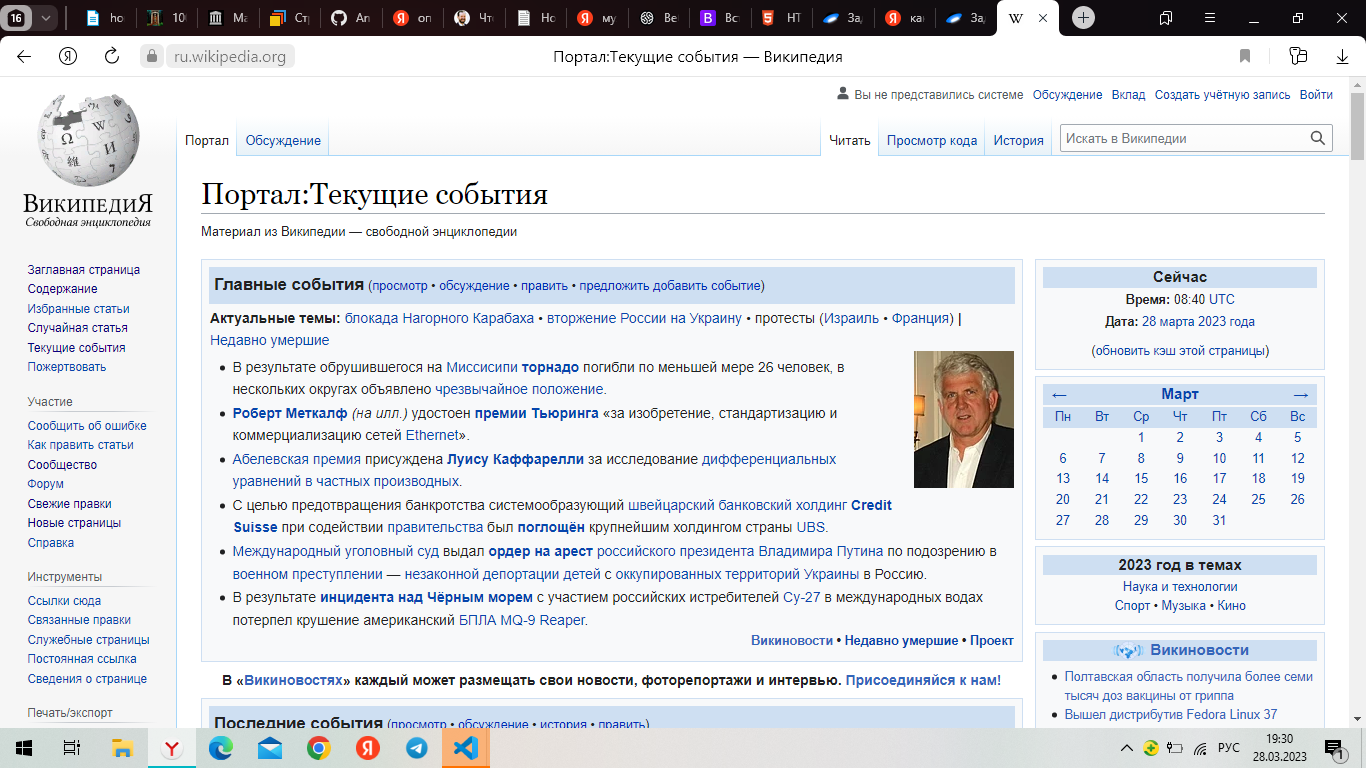 16
ho
10
Ма
Ст
An
оп
Что
Но
му
Ве
Вс
HT
За
ка
За
ru.wikipedia.org
Портал:Текущие события — Википедия
Вы не представились системе Обсуждение Вклад Создать учётную запись Войти
Портал Обсуждение Читать Просмотр кода История Искать в Википедии
ВИКИПЕДИЯ
Свободная энциклопедия
Заглавная страница
Содержание
Избранные статьи
Случайная статья
Текущие события
Пожертвовать
Участие
Сообщить об ошибке
Как править статьи
Сообщество
Форум
Свежие правки
Новые страницы
Справка
Инструменты
Ссылки сюда
Связанные правки
Служебные страницы
Постоянная ссылка
Сведения о странице
Печать/экспорт
Портал:Текущие события
Материал из Википедии — свободной энциклопедии
Главные события (просмотр • обсуждение • править • предложить добавить событие)
Актуальные темы: блокада Нагорного Карабаха • вторжение России на Украину • протесты (Израиль • Франция) |
Недавно умершие
• В результате обрушившегося на Миссисипи торнадо погибли по меньшей мере 26 человек, в
нескольких округах объявлено чрезвычайное положение.
• Роберт Меткалф (на илл.) удостоен премии Тьюринга «за изобретение, стандартизацию и
коммерциализацию сетей Ethernet».
• Абелевская премия присуждена Луису Каффарелли за исследование дифференциальных
уравнений в частных производных.
• С целью предотвращения банкротства системообразующий швейцарский банковский холдинг Credit
Suisse при содействии правительства был поглощён крупнейшим холдингом страны UBS.
• Международный уголовный суд выдал ордер на арест российского президента Владимира Путина по подозрению в
военном преступлении — незаконной депортации детей с оккупированных территорий Украины в Россию.
• В результате инцидента над Чёрным морем с участием российских истребителей Су-27 в международных водах
потерпел крушение американский БПЛА MQ-9 Reaper.
Викиновости • Недавно умершие • Проект
В «Викиновостях» каждый может размещать свои новости, фоторепортажи и интервью. Присоединяйся к нам!
Последние события (просмотр • обсуждение • история • править)
Сейчас
Время: 08:40 UTC
Дата: 28 марта 2023 года
(обновить кэш этой страницы)
← Март →
Пн Вт Ср Чт Пт Сб Вс
1 2 3 4 5
6 7 8 9 10 11 12
13 14 15 16 17 18 19
20 21 22 23 24 25 26
27 28 29 30 31
2023 год в темах
Наука и технологии
Спорт • Музыка • Кино
Викиновости
• Полтавская область получила более семи
тысяч доз вакцины от гриппа
• Вышел дистрибутив Fedora Linux 37
РУС
19:30
28.03.2023
1